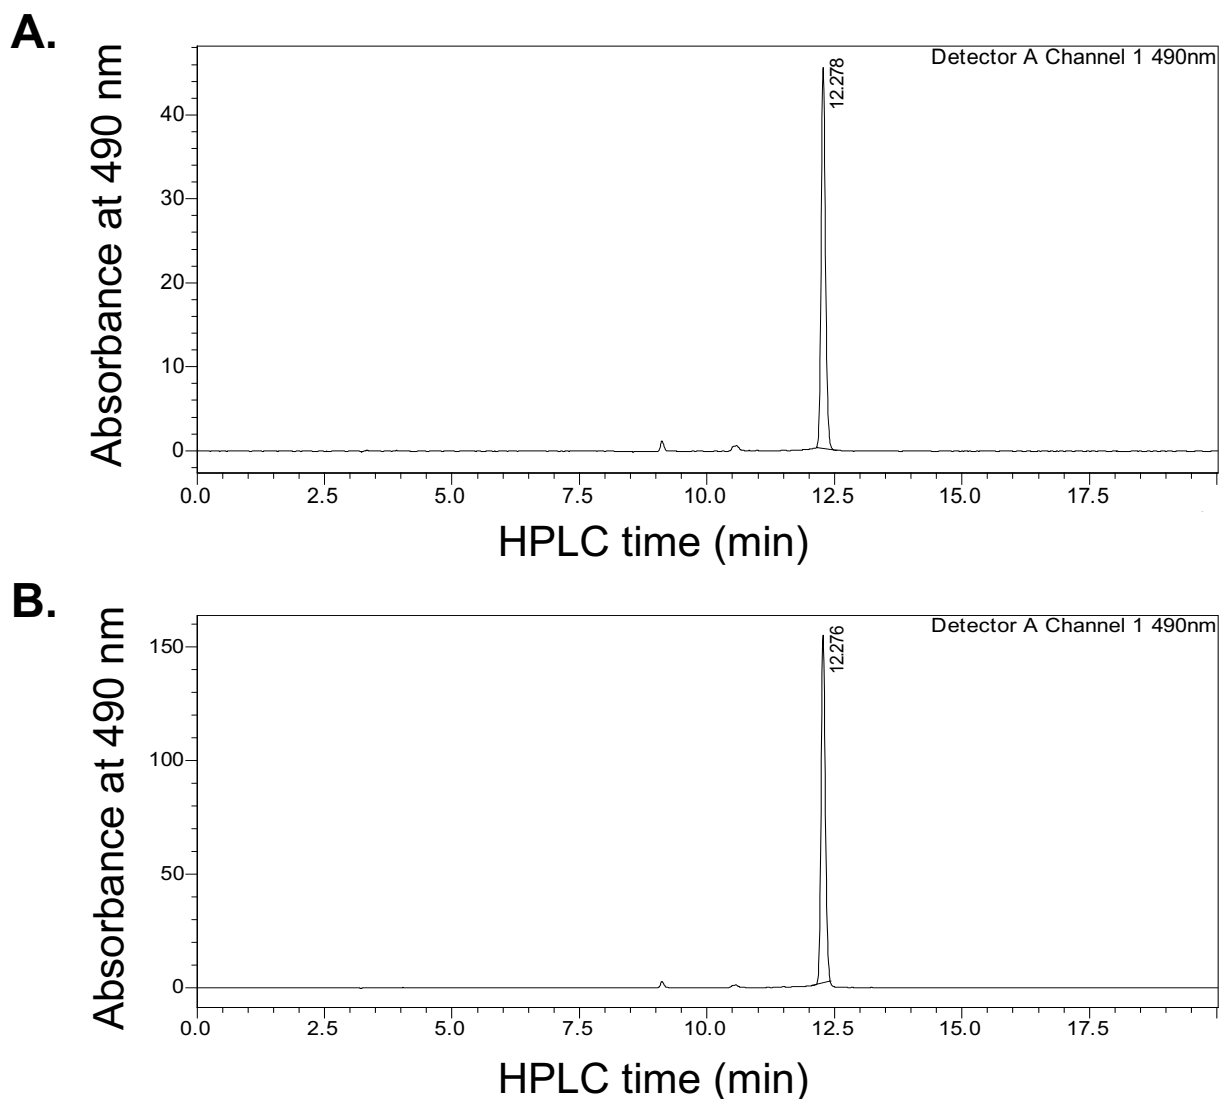 A.
Absorbance at 490 nm
Detector A Channel 1 490nm
12.278
40
30
20
10
0
0.0 2.5 5.0 7.5 10.0 12.5 15.0 17.5
HPLC time (min)
B.
Absorbance at 490 nm
Detector A Channel 1 490nm
12.276
150
100
50
0
0.0 2.5 5.0 7.5 10.0 12.5 15.0 17.5
HPLC time (min)